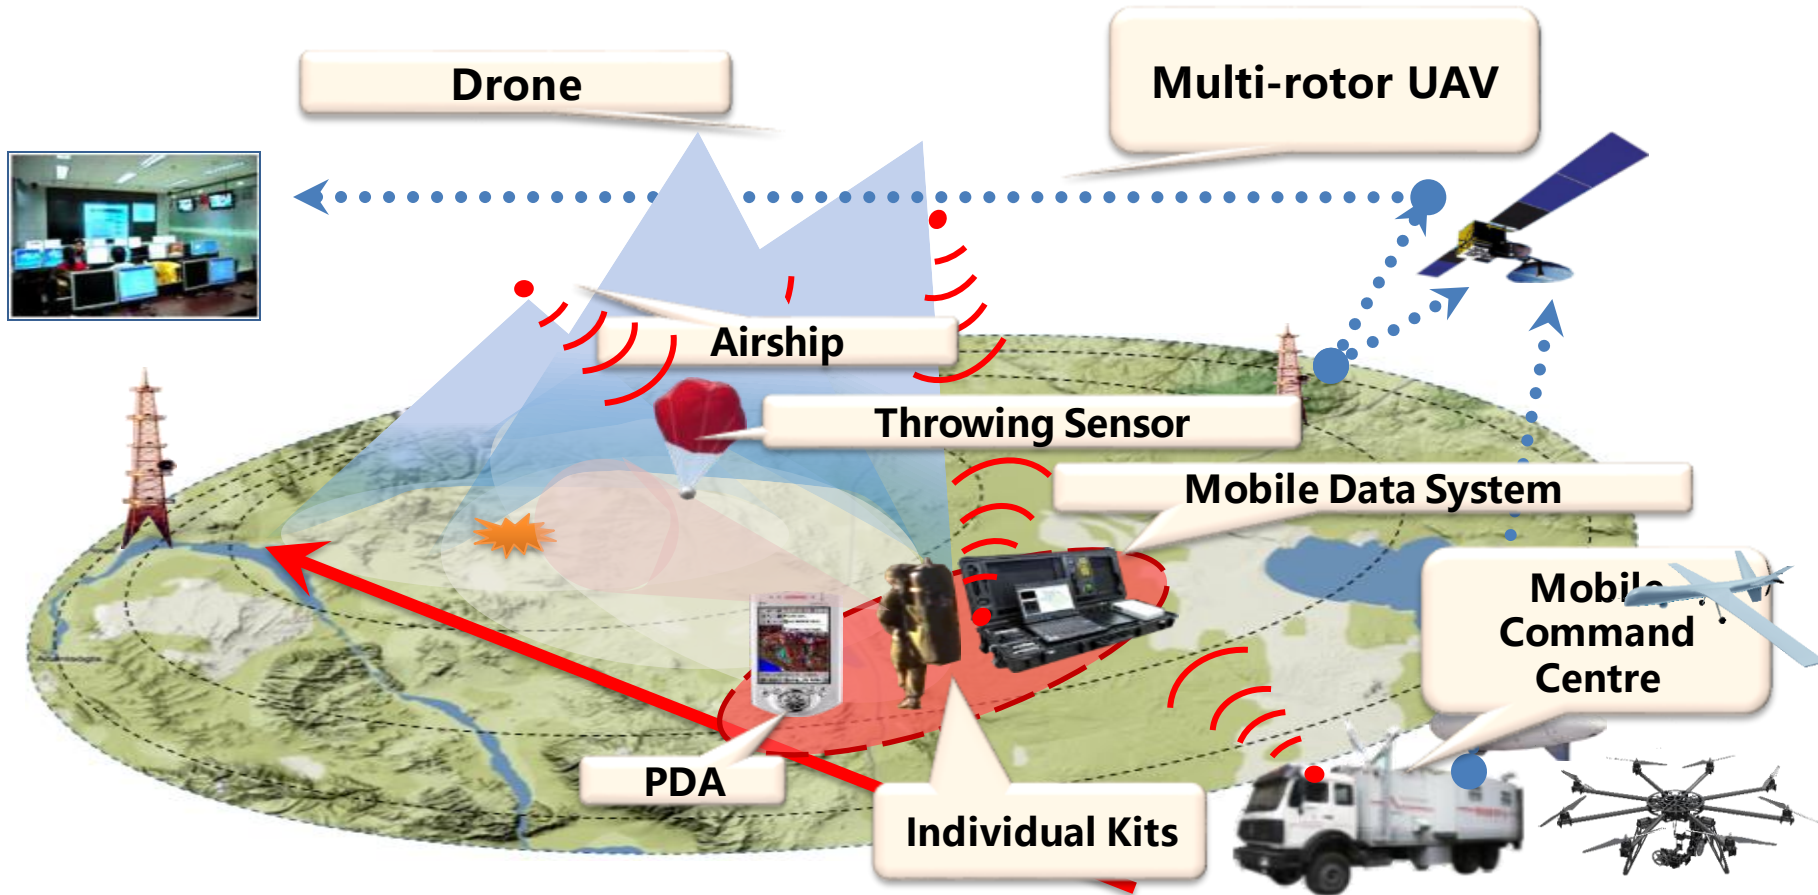 Drone
Multi-rotor UAV
Airship
Throwing Sensor
Mobile Data System
Mobile
Command
Centre
PDA
Individual Kits